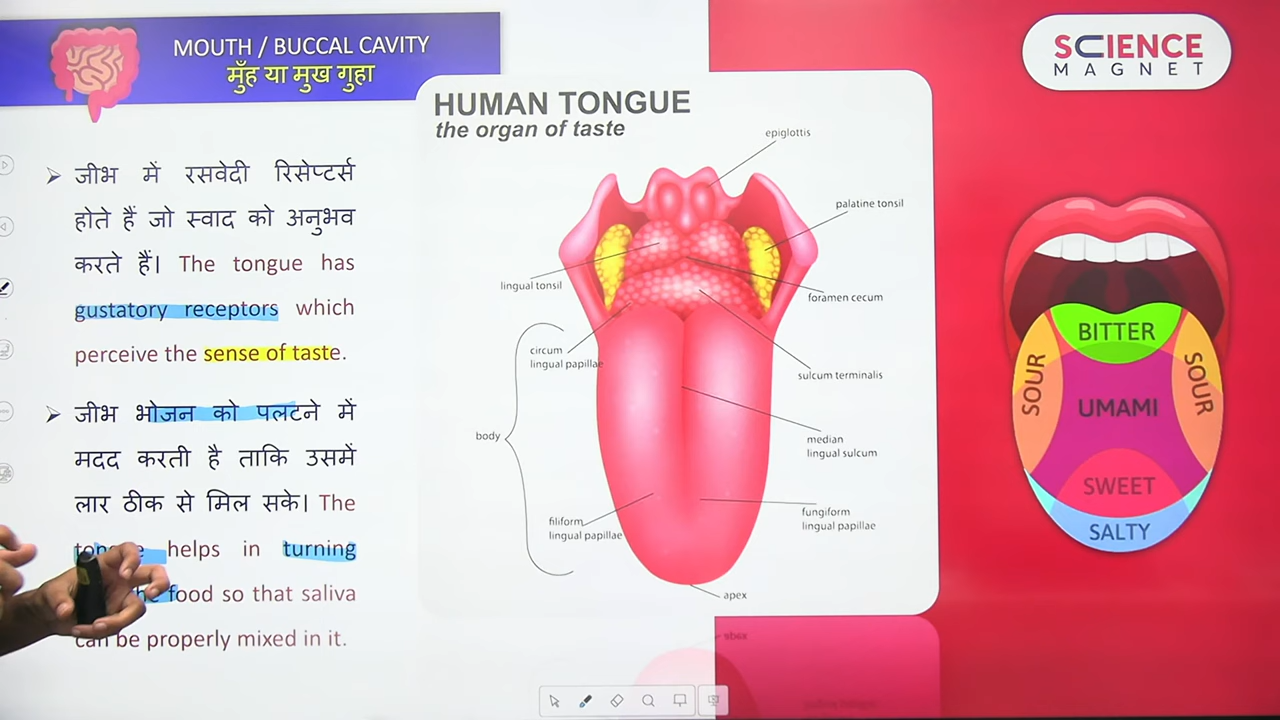 MOUTH / BUCCAL CAVITY
मुँह या मुख गुहा
जीभ में रसवेदी रिसेप्टर्स
होते हैं जो स्वाद को अनुभव
करते हैं। The tongue has
gustatory receptors which
perceive the sense of taste.
जीभ भोजन को पलटने में
मदद करती है ताकि उसमें
लार ठीक से मिल सके। The
tongue helps in turning
the food so that saliva
can be properly mixed in it.
HUMAN TONGUE
the organ of taste
epiglottis
palatine tonsil
lingual tonsil
foramen cecum
circum
lingual papillae
sulcum terminalis
body
median
lingual sulcum
filiform
lingual papillae
fungiform
lingual papillae
apex
SCIENCE
MAGNET
BITTER
SOUR
SOUR
UMAMI
SWEET
SALTY
apex